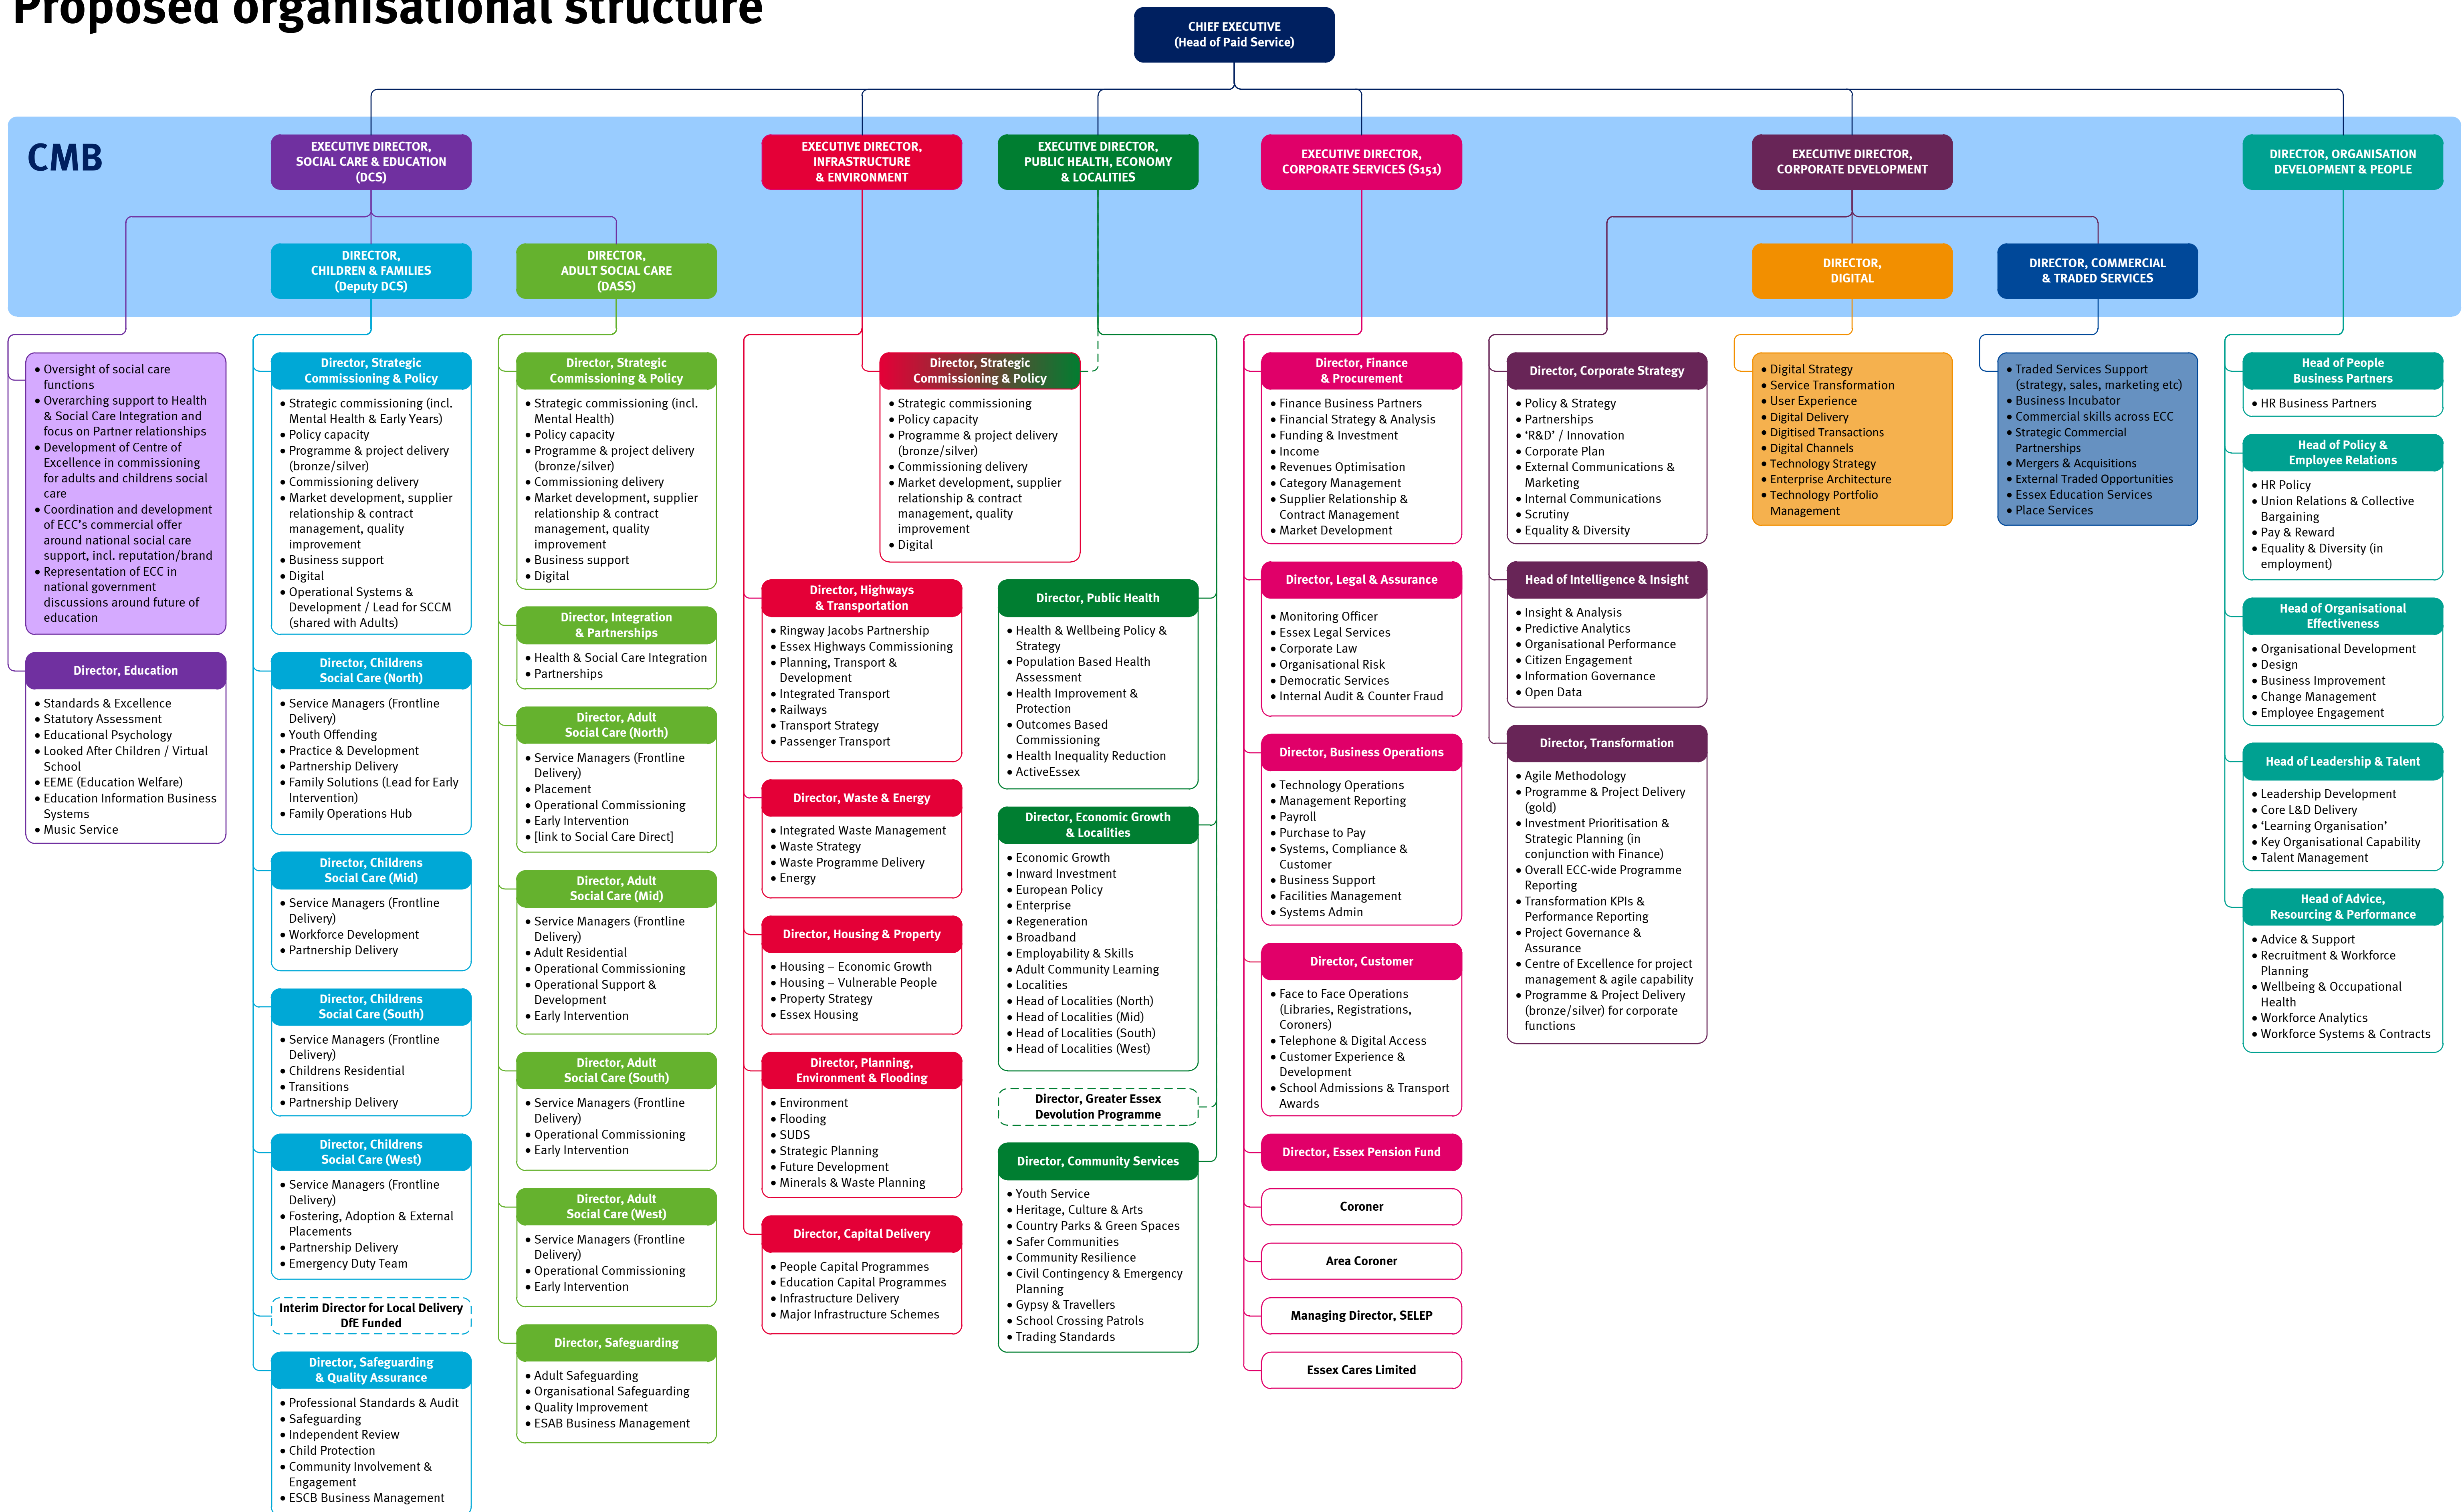 Proposed organisational structure
CHIEF EXECUTIVE
(Head of Paid Service)
CMB
EXECUTIVE DIRECTOR,
SOCIAL CARE & EDUCATION
(DCS)
EXECUTIVE DIRECTOR,
INFRASTRUCTURE
& ENVIRONMENT
EXECUTIVE DIRECTOR,
PUBLIC HEALTH, ECONOMY
& LOCALITIES
EXECUTIVE DIRECTOR,
CORPORATE SERVICES (S151)
EXECUTIVE DIRECTOR,
CORPORATE DEVELOPMENT
DIRECTOR, ORGANISATION
DEVELOPMENT & PEOPLE
DIRECTOR,
CHILDREN & FAMILIES
(Deputy DCS)
DIRECTOR,
ADULT SOCIAL CARE
(DASS)
DIRECTOR,
DIGITAL
DIRECTOR, COMMERCIAL
& TRADED SERVICES
• Oversight of social care
functions
• Overarching support to Health
& Social Care Integration and
focus on Partner relationships
• Development of Centre of
Excellence in commissioning
for adults and childrens social
care
• Coordination and development
of ECC's commercial offer
around national social care
support, incl. reputation/brand
• Representation of ECC in
national government
discussions around future of
education
Director, Education
• Standards & Excellence
• Statutory Assessment
• Educational Psychology
• Looked After Children / Virtual
School
• EEME (Education Welfare)
• Education Information Business
Systems
• Music Service
Director, Strategic
Commissioning & Policy
• Strategic commissioning (incl.
Mental Health & Early Years)
• Policy capacity
• Programme & project delivery
(bronze/silver)
• Commissioning delivery
• Market development, supplier
relationship & contract
management, quality
improvement
• Business support
• Digital
• Operational Systems &
Development / Lead for SCCM
(shared with Adults)
Director, Childrens
Social Care (North)
• Service Managers (Frontline
Delivery)
• Youth Offending
• Practice & Development
• Partnership Delivery
• Family Solutions (Lead for Early
Intervention)
• Family Operations Hub
Director, Childrens
Social Care (Mid)
• Service Managers (Frontline
Delivery)
• Workforce Development
• Partnership Delivery
Director, Childrens
Social Care (South)
• Service Managers (Frontline
Delivery)
• Childrens Residential
• Transitions
• Partnership Delivery
Director, Childrens
Social Care (West)
• Service Managers (Frontline
Delivery)
• Fostering, Adoption & External
Placements
• Partnership Delivery
• Emergency Duty Team
Interim Director for Local Delivery
DfE Funded
Director, Safeguarding
& Quality Assurance
• Professional Standards & Audit
• Safeguarding
• Independent Review
• Child Protection
• Community Involvement &
Engagement
• ESCB Business Management
Director, Strategic
Commissioning & Policy
• Strategic commissioning (incl.
Mental Health)
• Policy capacity
• Programme & project delivery
(bronze/silver)
• Commissioning delivery
• Market development, supplier
relationship & contract
management, quality
improvement
• Business support
• Digital
Director, Integration
& Partnerships
• Health & Social Care Integration
• Partnerships
Director, Adult
Social Care (North)
• Service Managers (Frontline
Delivery)
• Placement
• Operational Commissioning
• Early Intervention
• [link to Social Care Direct]
Director, Adult
Social Care (Mid)
• Service Managers (Frontline
Delivery)
• Adult Residential
• Operational Commissioning
• Operational Support &
Development
• Early Intervention
Director, Adult
Social Care (South)
• Service Managers (Frontline
Delivery)
• Operational Commissioning
• Early Intervention
Director, Adult
Social Care (West)
• Service Managers (Frontline
Delivery)
• Operational Commissioning
• Early Intervention
Director, Safeguarding
• Adult Safeguarding
• Organisational Safeguarding
• Quality Improvement
• ESAB Business Management
Director, Strategic
Commissioning & Policy
• Strategic commissioning
• Policy capacity
• Programme & project delivery
(bronze/silver)
• Commissioning delivery
• Market development, supplier
relationship & contract
management, quality
improvement
• Digital
Director, Highways
& Transportation
• Ringway Jacobs Partnership
• Essex Highways Commissioning
• Planning, Transport &
Development
• Integrated Transport
• Railways
• Transport Strategy
• Passenger Transport
Director, Waste & Energy
• Integrated Waste Management
• Waste Strategy
• Waste Programme Delivery
• Energy
Director, Housing & Property
• Housing – Economic Growth
• Housing – Vulnerable People
• Property Strategy
• Essex Housing
Director, Planning,
Environment & Flooding
• Environment
• Flooding
• SUDS
• Strategic Planning
• Future Development
• Minerals & Waste Planning
Director, Capital Delivery
• People Capital Programmes
• Education Capital Programmes
• Infrastructure Delivery
• Major Infrastructure Schemes
Director, Public Health
• Health & Wellbeing Policy &
Strategy
• Population Based Health
Assessment
• Health Improvement &
Protection
• Outcomes Based
Commissioning
• Health Inequality Reduction
• ActiveEssex
Director, Economic Growth
& Localities
• Economic Growth
• Inward Investment
• European Policy
• Enterprise
• Regeneration
• Broadband
• Employability & Skills
• Adult Community Learning
• Localities
• Head of Localities (North)
• Head of Localities (Mid)
• Head of Localities (South)
• Head of Localities (West)
Director, Greater Essex
Devolution Programme
Director, Community Services
• Youth Service
• Heritage, Culture & Arts
• Country Parks & Green Spaces
• Safer Communities
• Community Resilience
• Civil Contingency & Emergency
Planning
• Gypsy & Travellers
• School Crossing Patrols
• Trading Standards
Director, Finance
& Procurement
• Finance Business Partners
• Financial Strategy & Analysis
• Funding & Investment
• Income
• Revenues Optimisation
• Category Management
• Supplier Relationship &
Contract Management
• Market Development
Director, Legal & Assurance
• Monitoring Officer
• Essex Legal Services
• Corporate Law
• Organisational Risk
• Democratic Services
• Internal Audit & Counter Fraud
Director, Business Operations
• Technology Operations
• Management Reporting
• Payroll
• Purchase to Pay
• Systems, Compliance &
Customer
• Business Support
• Facilities Management
• Systems Admin
Director, Customer
• Face to Face Operations
(Libraries, Registrations,
Coroners)
• Telephone & Digital Access
• Customer Experience &
Development
• School Admissions & Transport
Awards
Director, Essex Pension Fund
Coroner
Area Coroner
Managing Director, SELEP
Essex Cares Limited
Director, Corporate Strategy
• Policy & Strategy
• Partnerships
• ‘R&D’ / Innovation
• Corporate Plan
• External Communications &
Marketing
• Internal Communications
• Scrutiny
• Equality & Diversity
Head of Intelligence & Insight
• Insight & Analysis
• Predictive Analytics
• Organisational Performance
• Citizen Engagement
• Information Governance
• Open Data
Director, Transformation
• Agile Methodology
• Programme & Project Delivery
(gold)
• Investment Prioritisation &
Strategic Planning (in
conjunction with Finance)
• Overall ECC-wide Programme
Reporting
• Transformation KPIs &
Performance Reporting
• Project Governance &
Assurance
• Centre of Excellence for project
management & agile capability
• Programme & Project Delivery
(bronze/silver) for corporate
functions
• Digital Strategy
• Service Transformation
• User Experience
• Digital Delivery
• Digitised Transactions
• Digital Channels
• Technology Strategy
• Enterprise Architecture
• Technology Portfolio
Management
• Traded Services Support
(strategy, sales, marketing etc)
• Business Incubator
• Commercial skills across ECC
• Strategic Commercial
Partnerships
• Mergers & Acquisitions
• External Traded Opportunities
• Essex Education Services
• Place Services
Head of People
Business Partners
• HR Business Partners
Head of Policy &
Employee Relations
• HR Policy
• Union Relations & Collective
Bargaining
• Pay & Reward
• Equality & Diversity (in
employment)
Head of Organisational
Effectiveness
• Organisational Development
• Design
• Business Improvement
• Change Management
• Employee Engagement
Head of Leadership & Talent
• Leadership Development
• Core L&D Delivery
• ‘Learning Organisation’
• Key Organisational Capability
• Talent Management
Head of Advice,
Resourcing & Performance
• Advice & Support
• Recruitment & Workforce
Planning
• Wellbeing & Occupational
Health
• Workforce Analytics
• Workforce Systems & Contracts